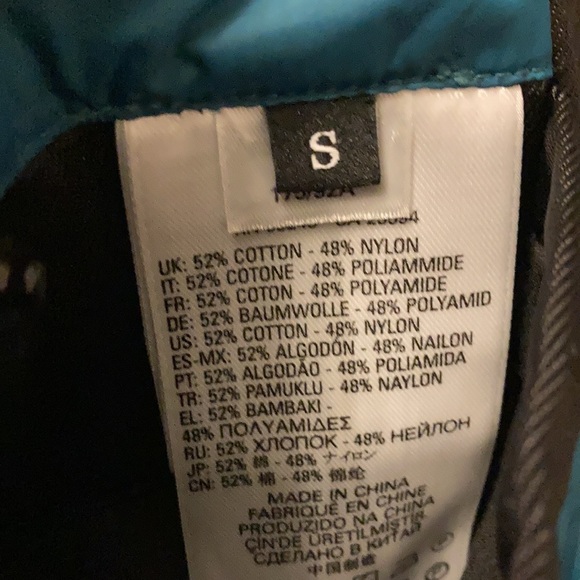 S
175/92A
UK: 52% COTTON - 48% NYLON
IT: 52% COTONE - 48% POLIAMMIDE
FR: 52% COTON - 48% POLYAMIDE
DE: 52% BAUMWOLLE - 48% POLYAMID
US: 52% COTTON - 48% NYLON
ES-MX: 52% ALGODÓN - 48% NAILON
PT: 52% ALGODÃO - 48% POLIAMIDA
TR: 52% PAMUKLU - 48% NAYLON
EL: 52% BAMBAKI -
48% ΠΟΛΥΑΜΙΔΕΣ
RU: 52% ХЛОПОК - 48% НЕЙЛОН
JP: 52% 綿 - 48% ナイロン
CN: 52% 棉 - 48% 锦纶
MADE IN CHINA
FABRIQUÉ EN CHINE
PRODUZIDO NA CHINA
ÇİN'DE ÜRETİLMİŞTİR
СДЕЛАНО В КИТАЕ
中国制造